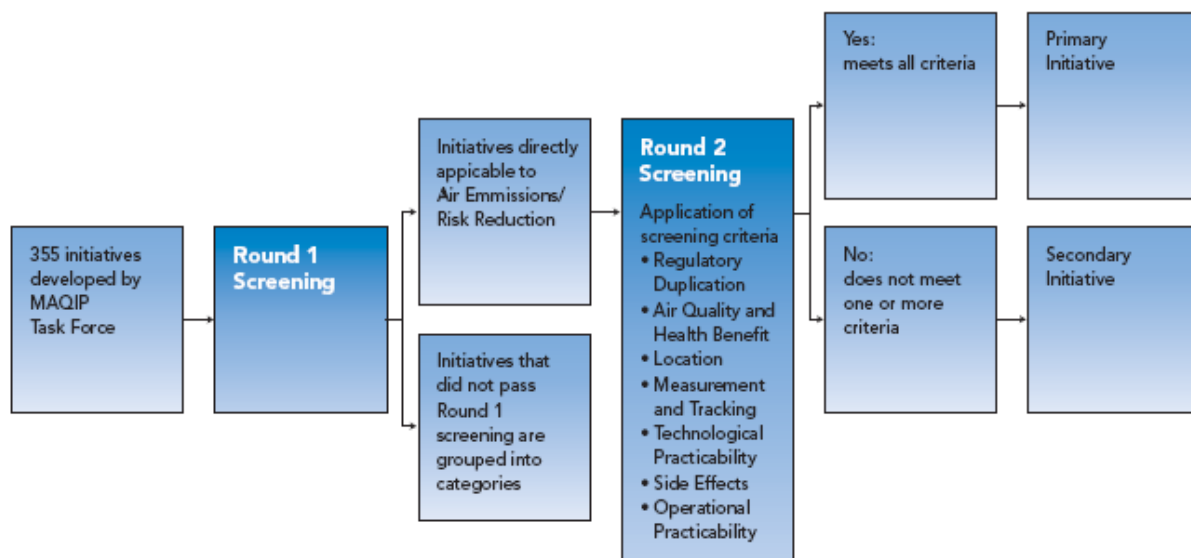 355 initiatives
developed by
MAQIP
Task Force
Round 1
Screening
Initiatives directly
appicable to
Air Emmissions/
Risk Reduction
Initiatives that
did not pass
Round 1
screening are
grouped into
categories
Round 2
Screening
Application of
screening criteria
• Regulatory
Duplication
• Air Quality and
Health Benefit
• Location
• Measurement
and Tracking
• Technological
Practicability
• Side Effects
• Operational
Practicability
Yes:
meets all criteria
Primary
Initiative
No:
does not meet
one or more
criteria
Secondary
Initiative